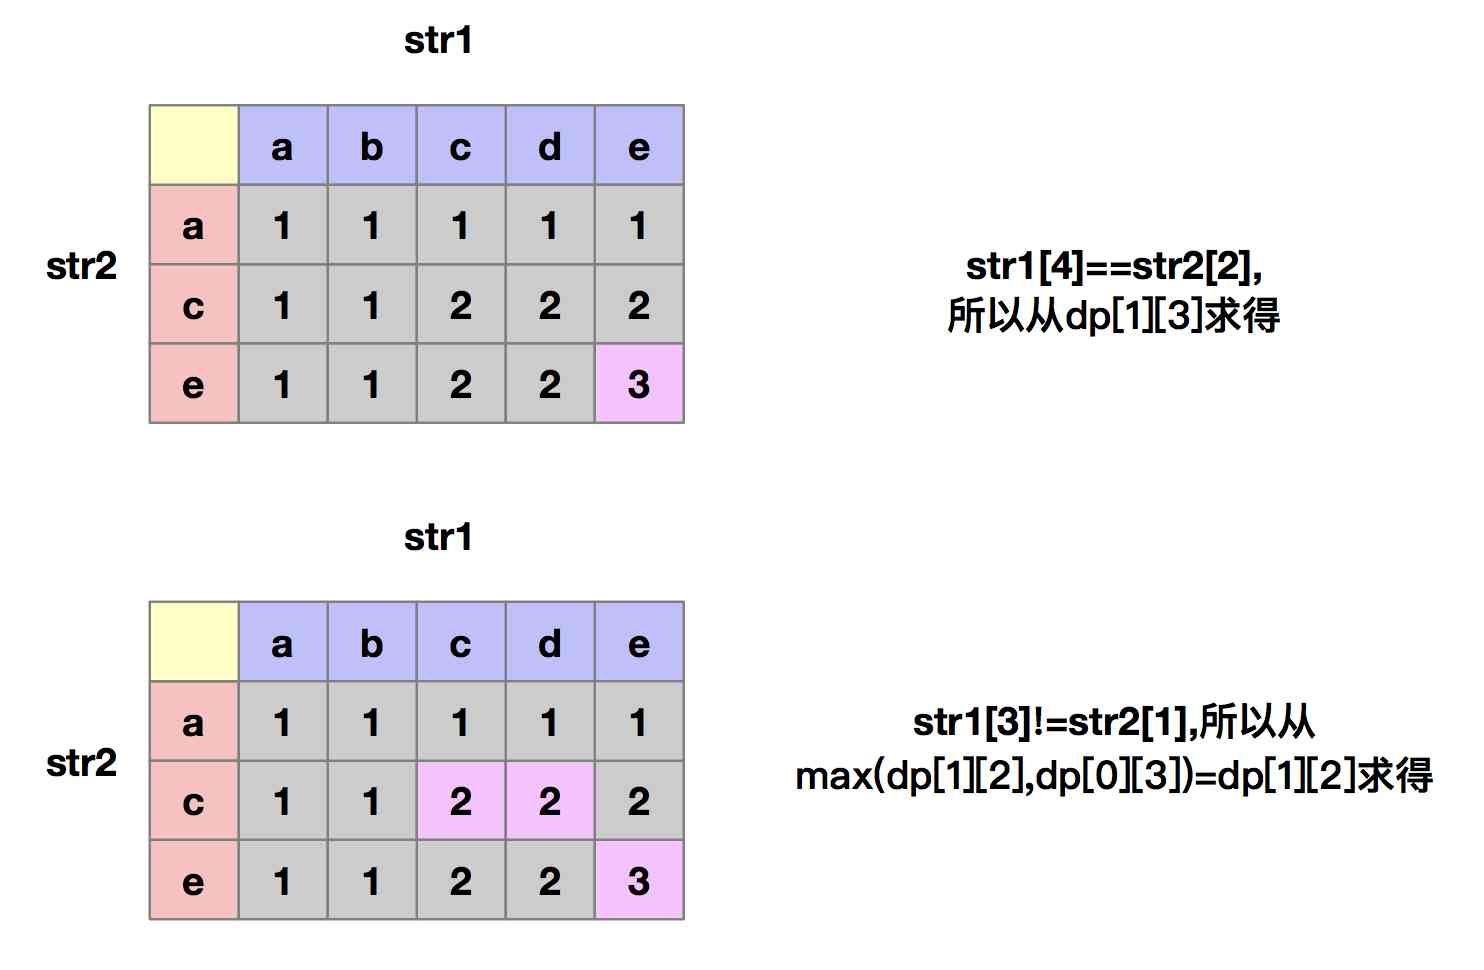 str1
a b c d e
a 1 1 1 1 1
str2
c 1 1 2 2 2
e 1 1 2 2 3
str1[4]==str2[2],
所以从dp[1][3]求得
str1
a b c d e
a 1 1 1 1 1
str2
c 1 1 2 2 2
e 1 1 2 2 3
str1[3]!=str2[1],所以从
max(dp[1][2],dp[0][3])=dp[1][2]求得